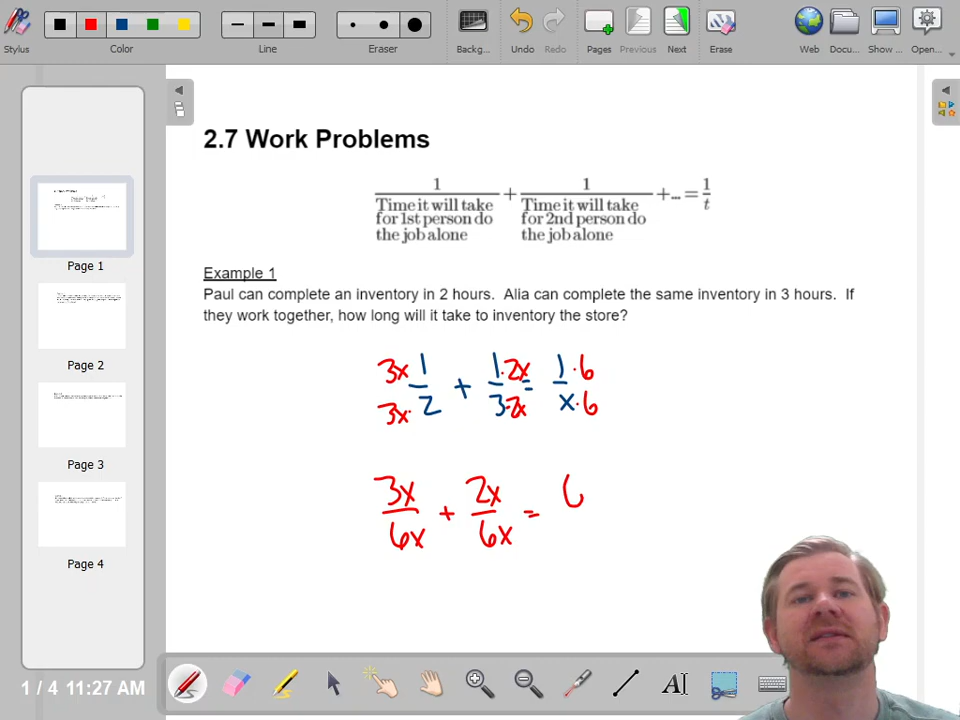 Stylus Color Line Eraser Backg... Undo Redo Pages Previous Next Erase Web Docu... Show ... Open...
2.7 Work Problems
1/Time it will take for 1st person do the job alone + 1/Time it will take for 2nd person do the job alone + ... = 1/t
Example 1
Paul can complete an inventory in 2 hours. Alia can complete the same inventory in 3 hours. If
they work together, how long will it take to inventory the store?
3x 1 1·2x 1·6
+ =
3x· 2 3·2x x·6
3x 2x 6
+ =
6x 6x
Page 1
Page 2
Page 3
Page 4
1 / 4 11:27 AM
A